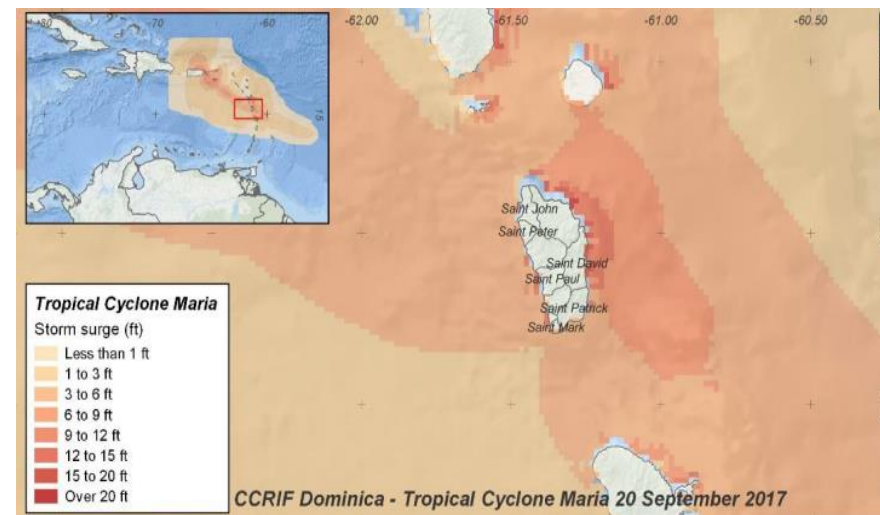 -80 -70 -60
15
-62.00 -61.50 -61.00 -60.50
Saint John
Saint Peter
Saint David
Saint Paul
Saint Patrick
Saint Mark
Tropical Cyclone Maria
Storm surge (ft)
Less than 1 ft
1 to 3 ft
3 to 6 ft
6 to 9 ft
9 to 12 ft
12 to 15 ft
15 to 20 ft
Over 20 ft
CCRIF Dominica - Tropical Cyclone Maria 20 September 2017